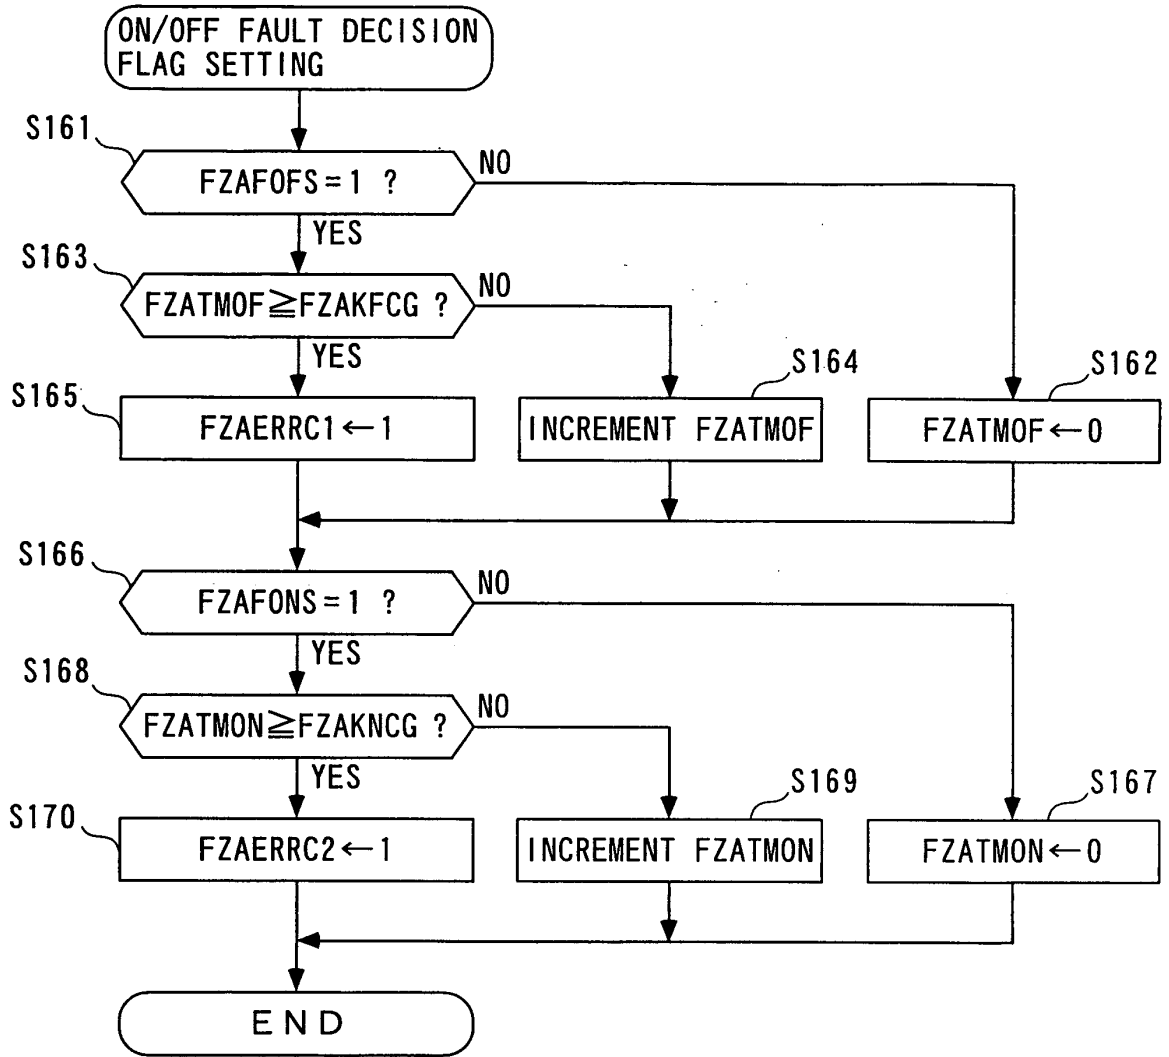 ON/OFF FAULT DECISION
FLAG SETTING
S161
FZAFOFS=1 ?
NO
YES
S163
FZATMOF≧FZAKFCG ?
NO
YES
S165
FZAERRC1←1
S164
INCREMENT FZATMOF
S162
FZATMOF←0
S166
FZAFONS=1 ?
NO
YES
S168
FZATMON≧FZAKNCG ?
NO
YES
S170
FZAERRC2←1
S169
INCREMENT FZATMON
S167
FZATMON←0
END